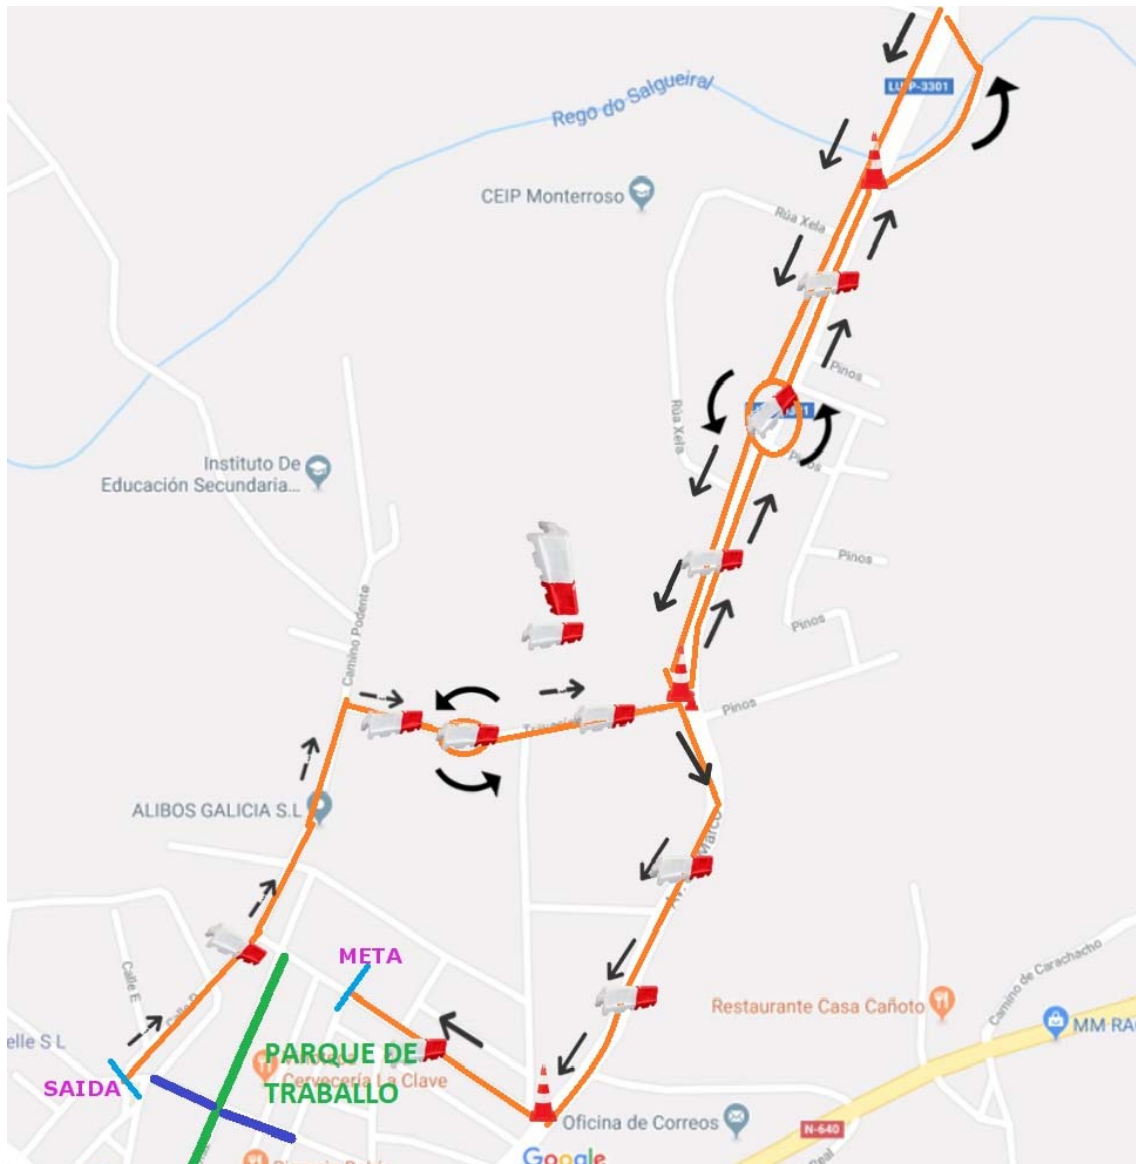 LU-P-3301
Rego do Salgueiral
CEIP Monterroso
Rúa Xela
Pinos
Rúa Xela
Pinos
Instituto De
Educación Secundaria...
Pinos
Camino Podente
Pinos
Pinos
ALIBOS GALICIA S.L
Marco
META
Calle E
Camino de Carachacho
Restaurante Casa Cañoto
MM RA
elle S L
PARQUE DE
Cervecería La Clave
TRABALLO
SAIDA
Oficina de Correos
N-640
Google